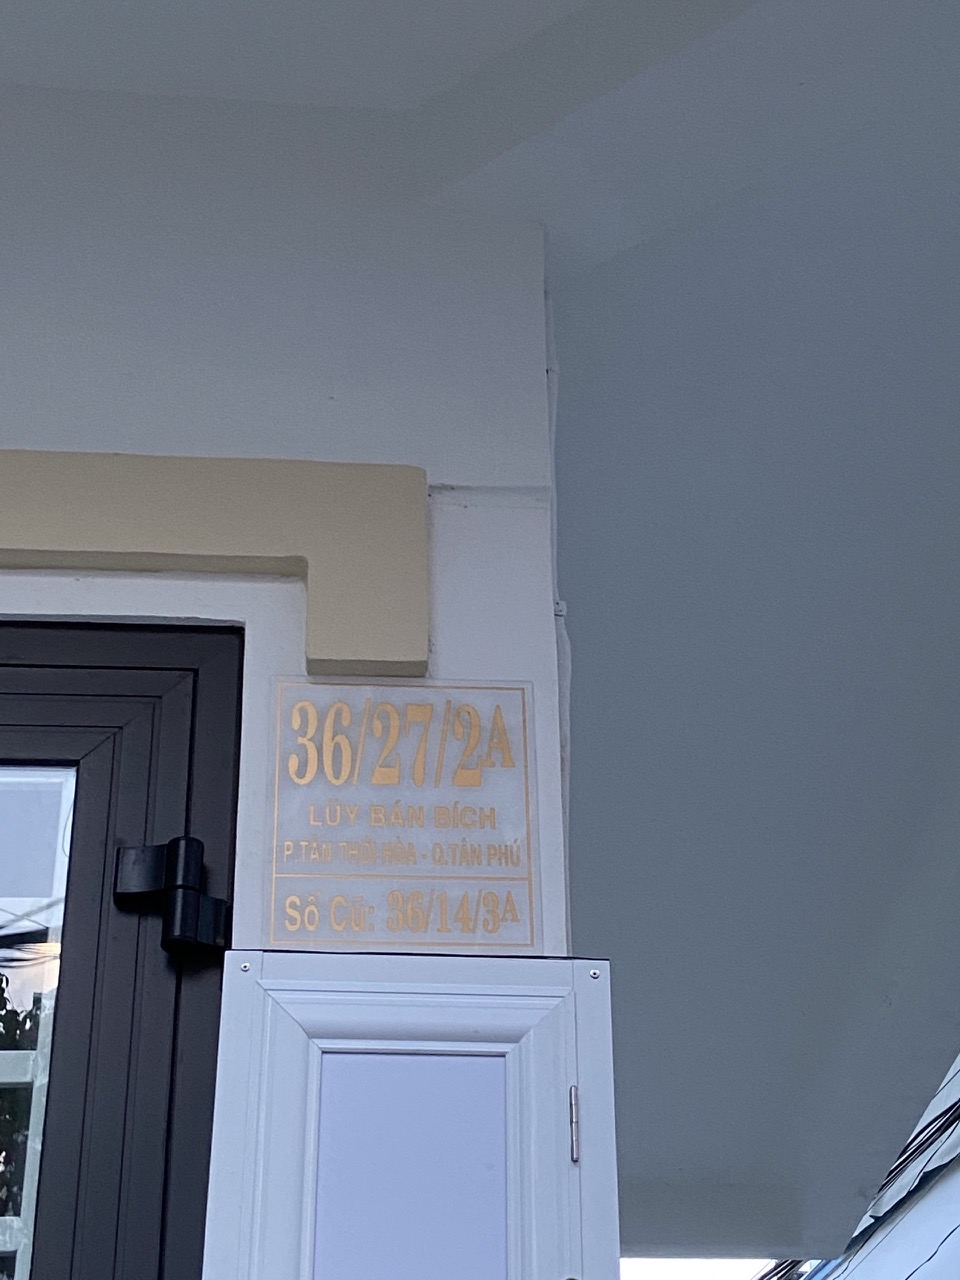 36/27/2A
LŨY BÁN BÍCH
P.TÂN THỚI HÒA - Q.TÂN PHÚ
Số Cũ: 36/14/3A